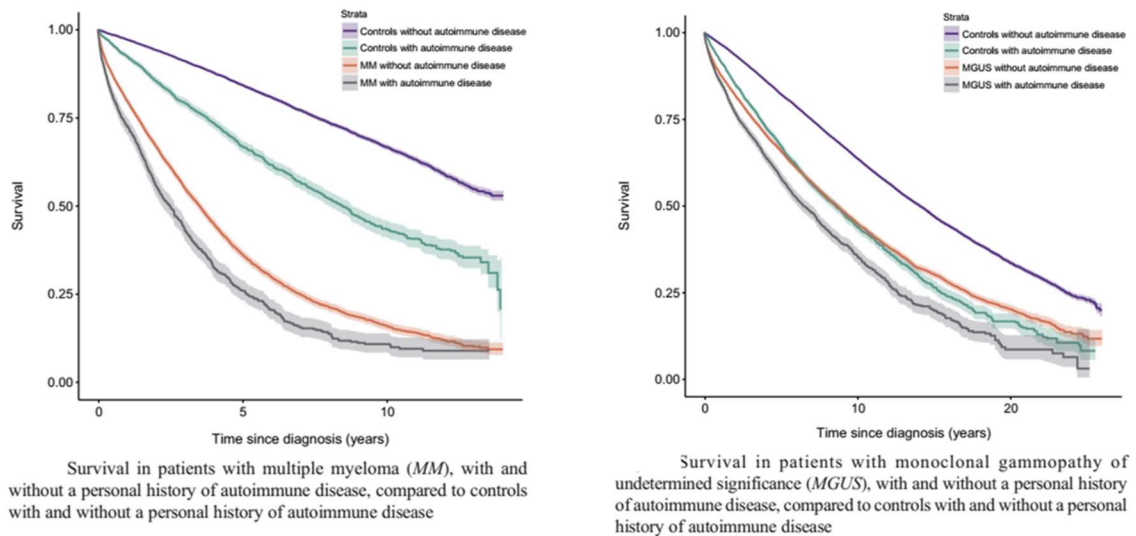 Strata
Controls without autoimmune disease
Controls with autoimmune disease
MM without autoimmune disease
MM with autoimmune disease
1.00
0.75
0.50
0.25
0.00
Survival
0
5
10
Time since diagnosis (years)
Survival in patients with multiple myeloma (MM), with and
without a personal history of autoimmune disease, compared to controls
with and without a personal history of autoimmune disease
Strata
Controls without autoimmune disease
Controls with autoimmune disease
MGUS without autoimmune disease
MGUS with autoimmune disease
1.00
0.75
0.50
0.25
0.00
Survival
0
10
20
Time since diagnosis (years)
Survival in patients with monoclonal gammopathy of
undetermined significance (MGUS), with and without a personal history
of autoimmune disease, compared to controls with and without a personal
history of autoimmune disease